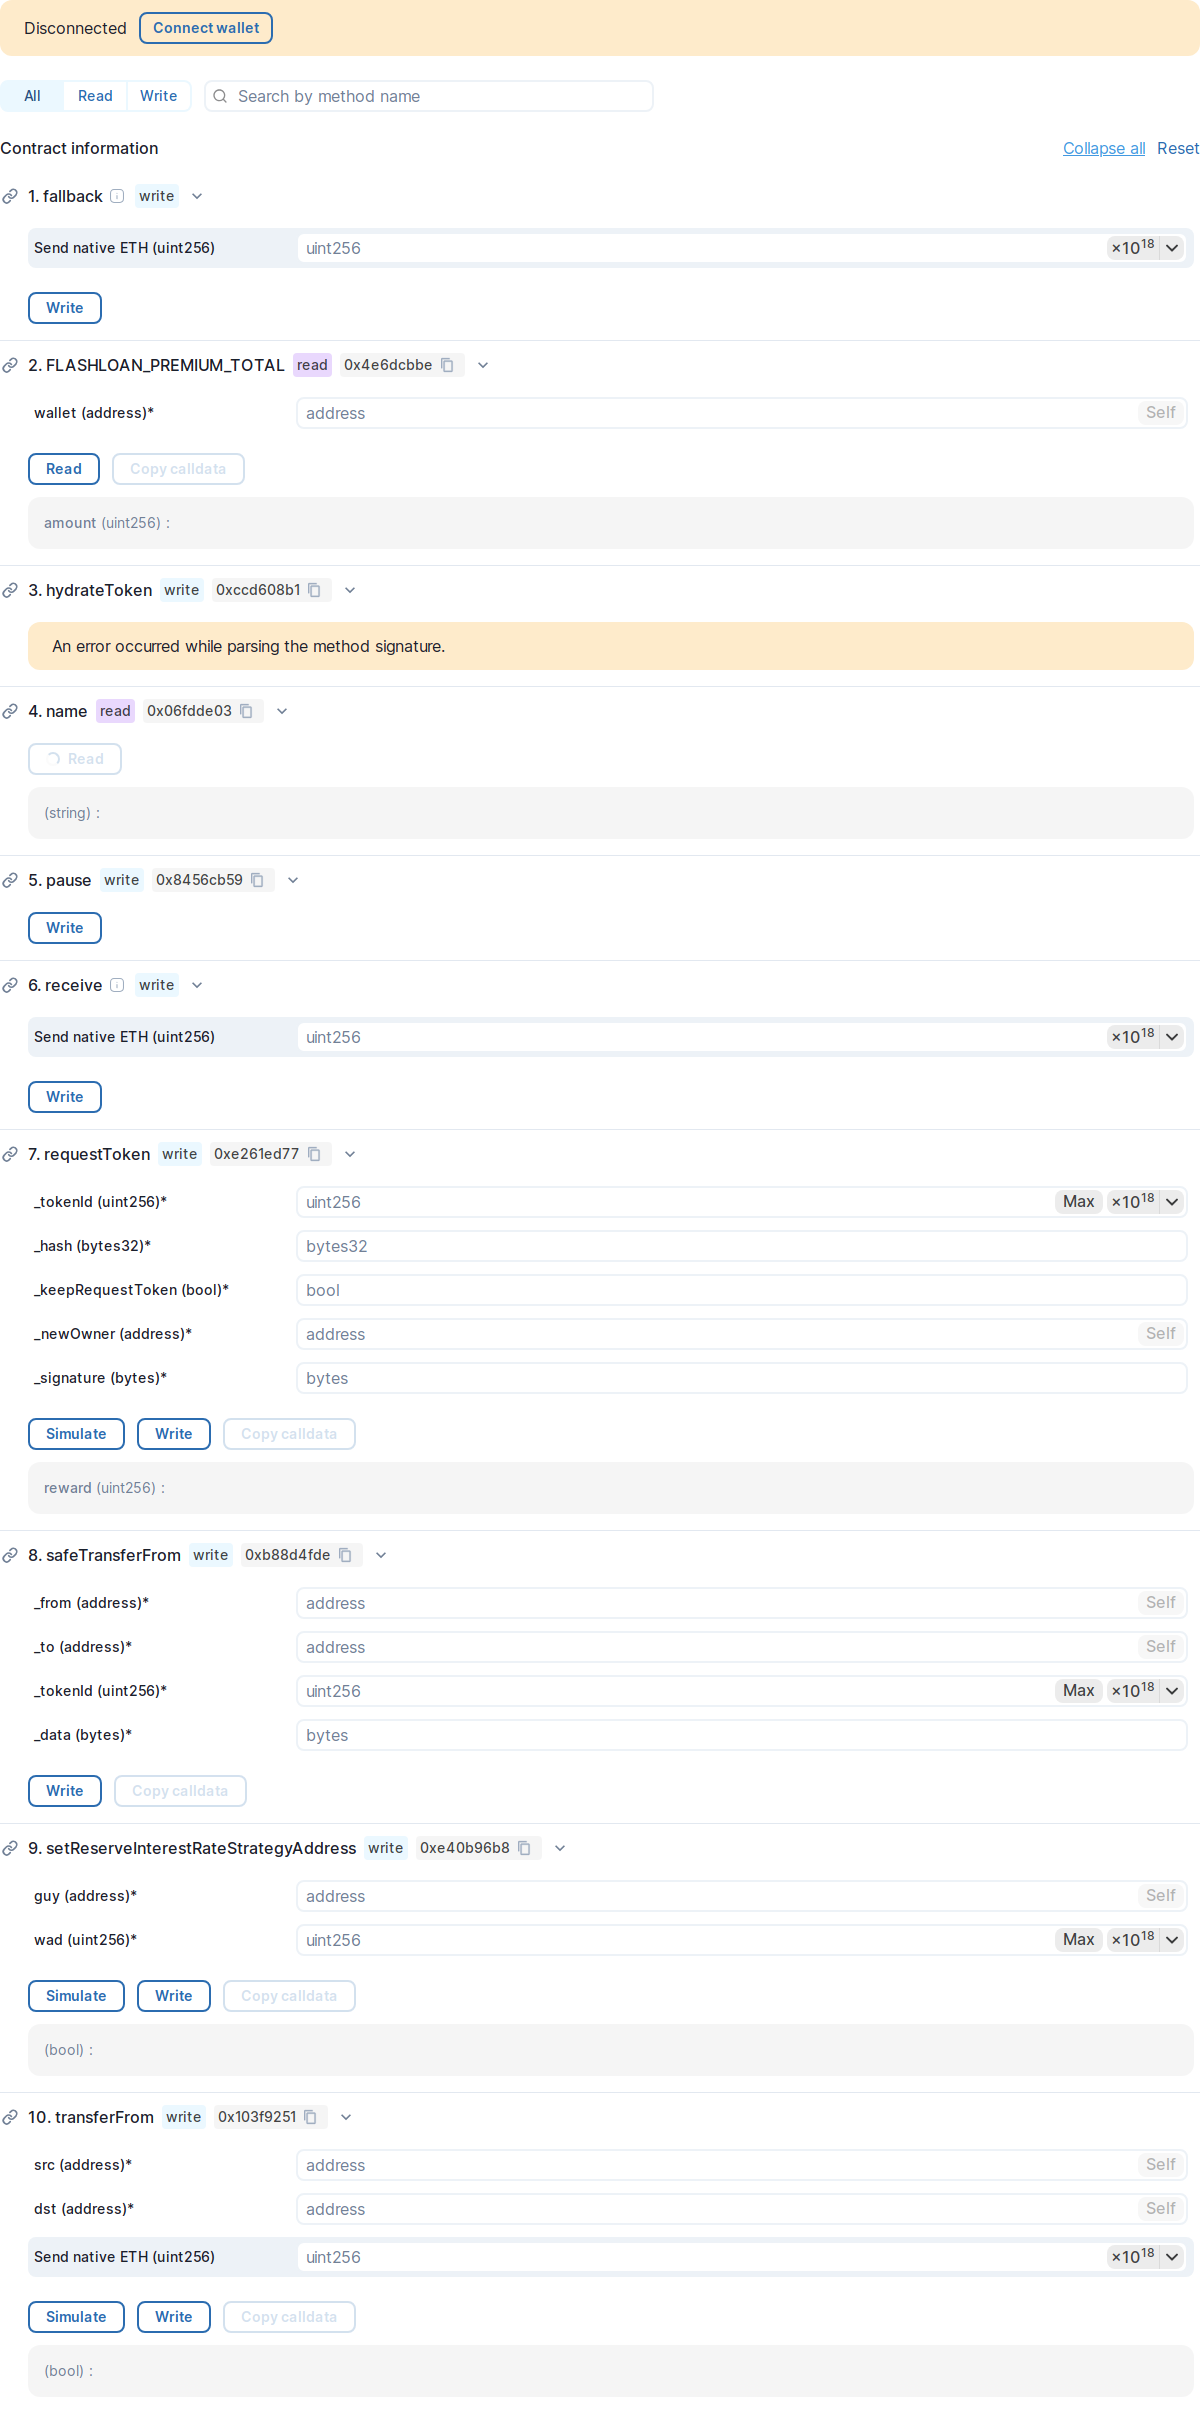 Disconnected Connect wallet
All Read Write Search by method name
Contract information Collapse all Reset
1. fallback i write
Send native ETH (uint256) uint256 ×10^18
Write
2. FLASHLOAN_PREMIUM_TOTAL read 0x4e6dcbbe
wallet (address)* address Self
Read Copy calldata
amount (uint256) :
3. hydrateToken write 0xccd608b1
An error occurred while parsing the method signature.
4. name read 0x06fdde03
Read
(string) :
5. pause write 0x8456cb59
Write
6. receive i write
Send native ETH (uint256) uint256 ×10^18
Write
7. requestToken write 0xe261ed77
_tokenId (uint256)* uint256 Max ×10^18
_hash (bytes32)* bytes32
_keepRequestToken (bool)* bool
_newOwner (address)* address Self
_signature (bytes)* bytes
Simulate Write Copy calldata
reward (uint256) :
8. safeTransferFrom write 0xb88d4fde
_from (address)* address Self
_to (address)* address Self
_tokenId (uint256)* uint256 Max ×10^18
_data (bytes)* bytes
Write Copy calldata
9. setReserveInterestRateStrategyAddress write 0xe40b96b8
guy (address)* address Self
wad (uint256)* uint256 Max ×10^18
Simulate Write Copy calldata
(bool) :
10. transferFrom write 0x103f9251
src (address)* address Self
dst (address)* address Self
Send native ETH (uint256) uint256 ×10^18
Simulate Write Copy calldata
(bool) :